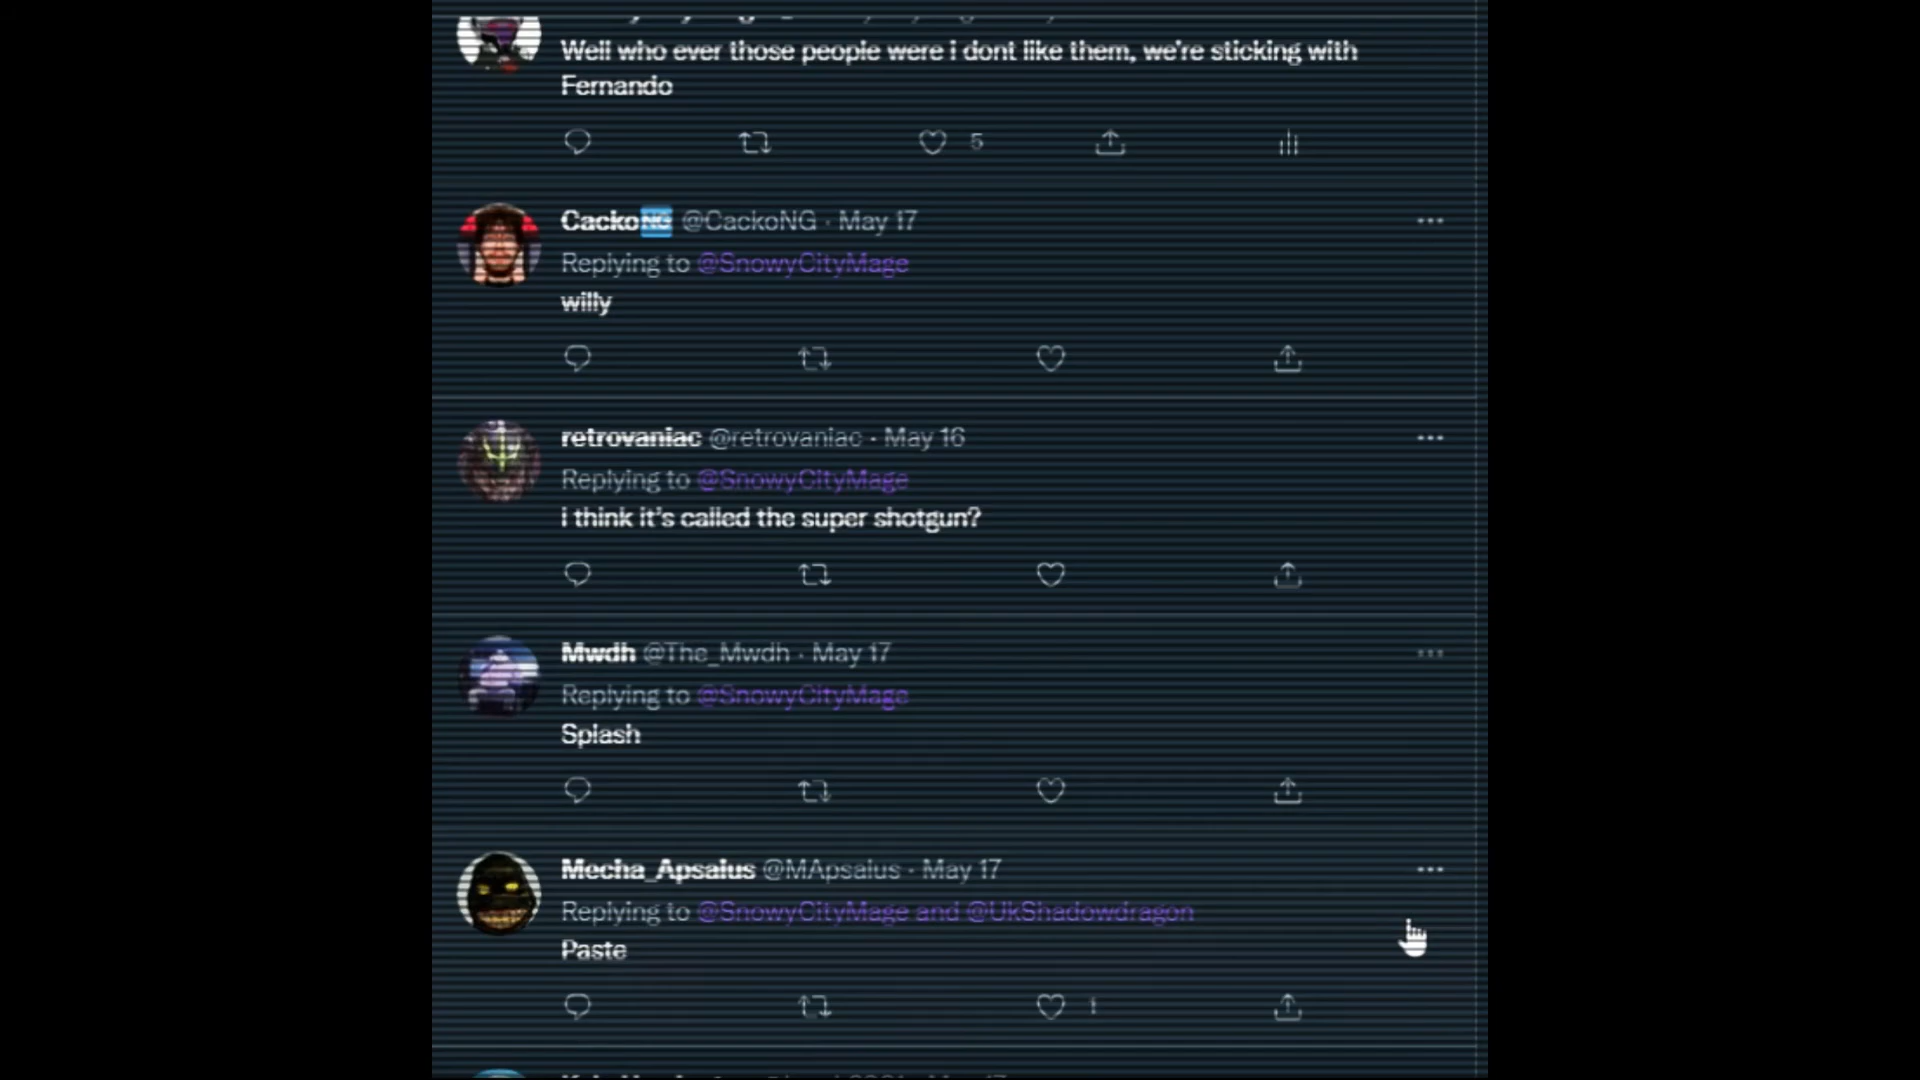 Well who ever those people were i dont like them, we're sticking with
Fernando
5
Cacko NG @CackoNG · May 17
Replying to @SnowyCityMage
willy
retrovaniac @retrovaniac · May 16
Replying to @SnowyCityMage
i think it's called the super shotgun?
Mwdh @The_Mwdh · May 17
Replying to @SnowyCityMage
Splash
Mecha_Apsalus @MApsalus · May 17
Replying to @SnowyCityMage and @UkShadowdragon
Paste
1